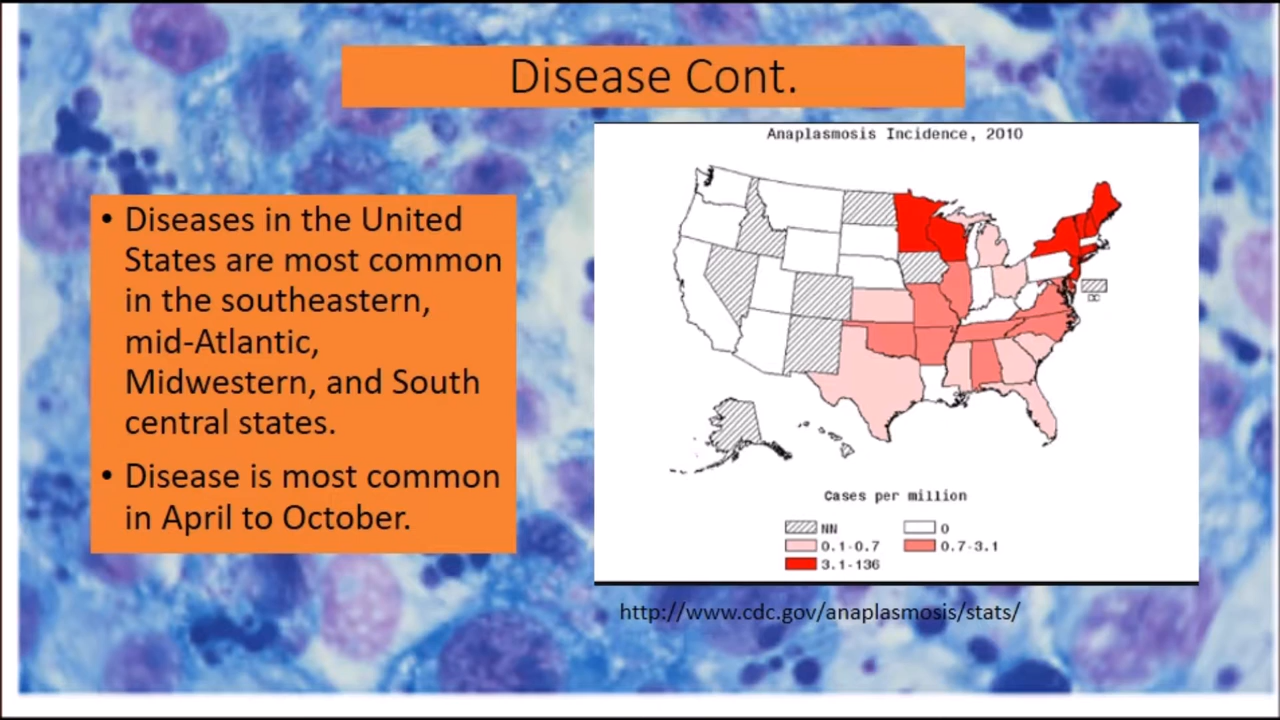 Disease Cont.
• Diseases in the United
States are most common
in the southeastern,
mid-Atlantic,
Midwestern, and South
central states.
• Disease is most common
in April to October.
Anaplasmosis Incidence, 2010
DC
Cases per million
NN
0
0.1-0.7
0.7-3.1
3.1-136
http://www.cdc.gov/anaplasmosis/stats/